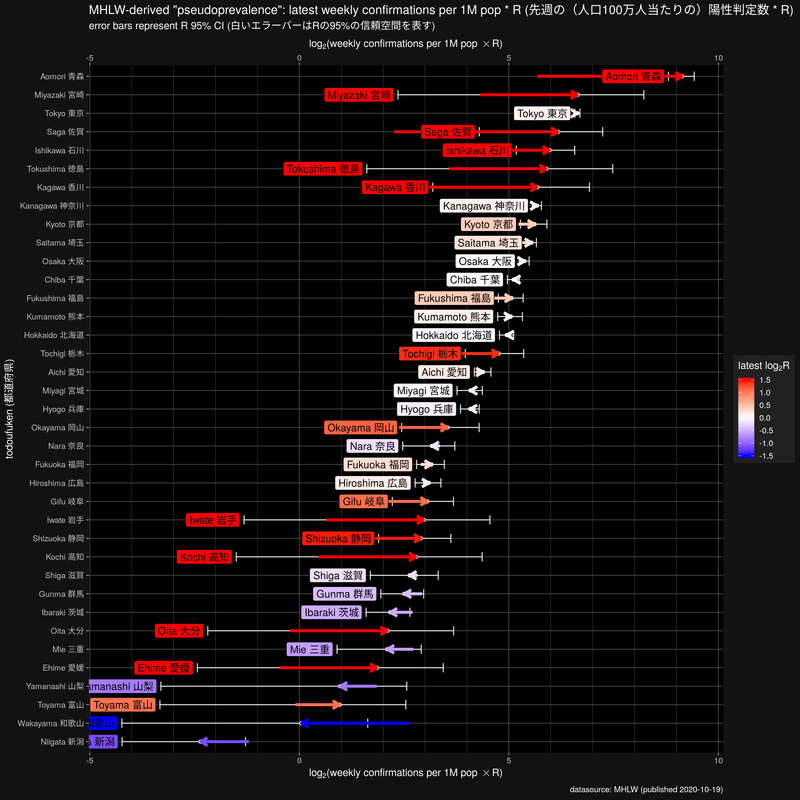 MHLW-derived "pseudoprevalence": latest weekly confirmations per 1M pop * R (先週の（人口100万人当たりの）陽性判定数 * R)
error bars represent R 95% CI (白いエラーバーはRの95%の信頼空間を表す)
log₂(weekly confirmations per 1M pop × R)
-5 0 5 10
Aomori 青森 Aomori 青森
Miyazaki 宮崎 Miyazaki 宮崎
Tokyo 東京 Tokyo 東京
Saga 佐賀 Saga 佐賀
Ishikawa 石川 Ishikawa 石川
Tokushima 徳島 Tokushima 徳島
Kagawa 香川 Kagawa 香川
Kanagawa 神奈川 Kanagawa 神奈川
Kyoto 京都 Kyoto 京都
Saitama 埼玉 Saitama 埼玉
Osaka 大阪 Osaka 大阪
Chiba 千葉 Chiba 千葉
Fukushima 福島 Fukushima 福島
Kumamoto 熊本 Kumamoto 熊本
Hokkaido 北海道 Hokkaido 北海道
Tochigi 栃木 Tochigi 栃木
Aichi 愛知 Aichi 愛知
Miyagi 宮城 Miyagi 宮城
Hyogo 兵庫 Hyogo 兵庫
Okayama 岡山 Okayama 岡山
Nara 奈良 Nara 奈良
Fukuoka 福岡 Fukuoka 福岡
Hiroshima 広島 Hiroshima 広島
Gifu 岐阜 Gifu 岐阜
Iwate 岩手 Iwate 岩手
Shizuoka 静岡 Shizuoka 静岡
Kochi 高知 Kochi 高知
Shiga 滋賀 Shiga 滋賀
Gunma 群馬 Gunma 群馬
Ibaraki 茨城 Ibaraki 茨城
Oita 大分 Oita 大分
Mie 三重 Mie 三重
Ehime 愛媛 Ehime 愛媛
Yamanashi 山梨 manashi 山梨
Toyama 富山 Toyama 富山
Wakayama 和歌山 歌山
Niigata 新潟 新潟
-5 0 5 10
log₂(weekly confirmations per 1M pop × R)
todoufuken (都道府県)
latest log₂R
1.5
1.0
0.5
0.0
-0.5
-1.0
-1.5
datasource: MHLW (published 2020-10-19)